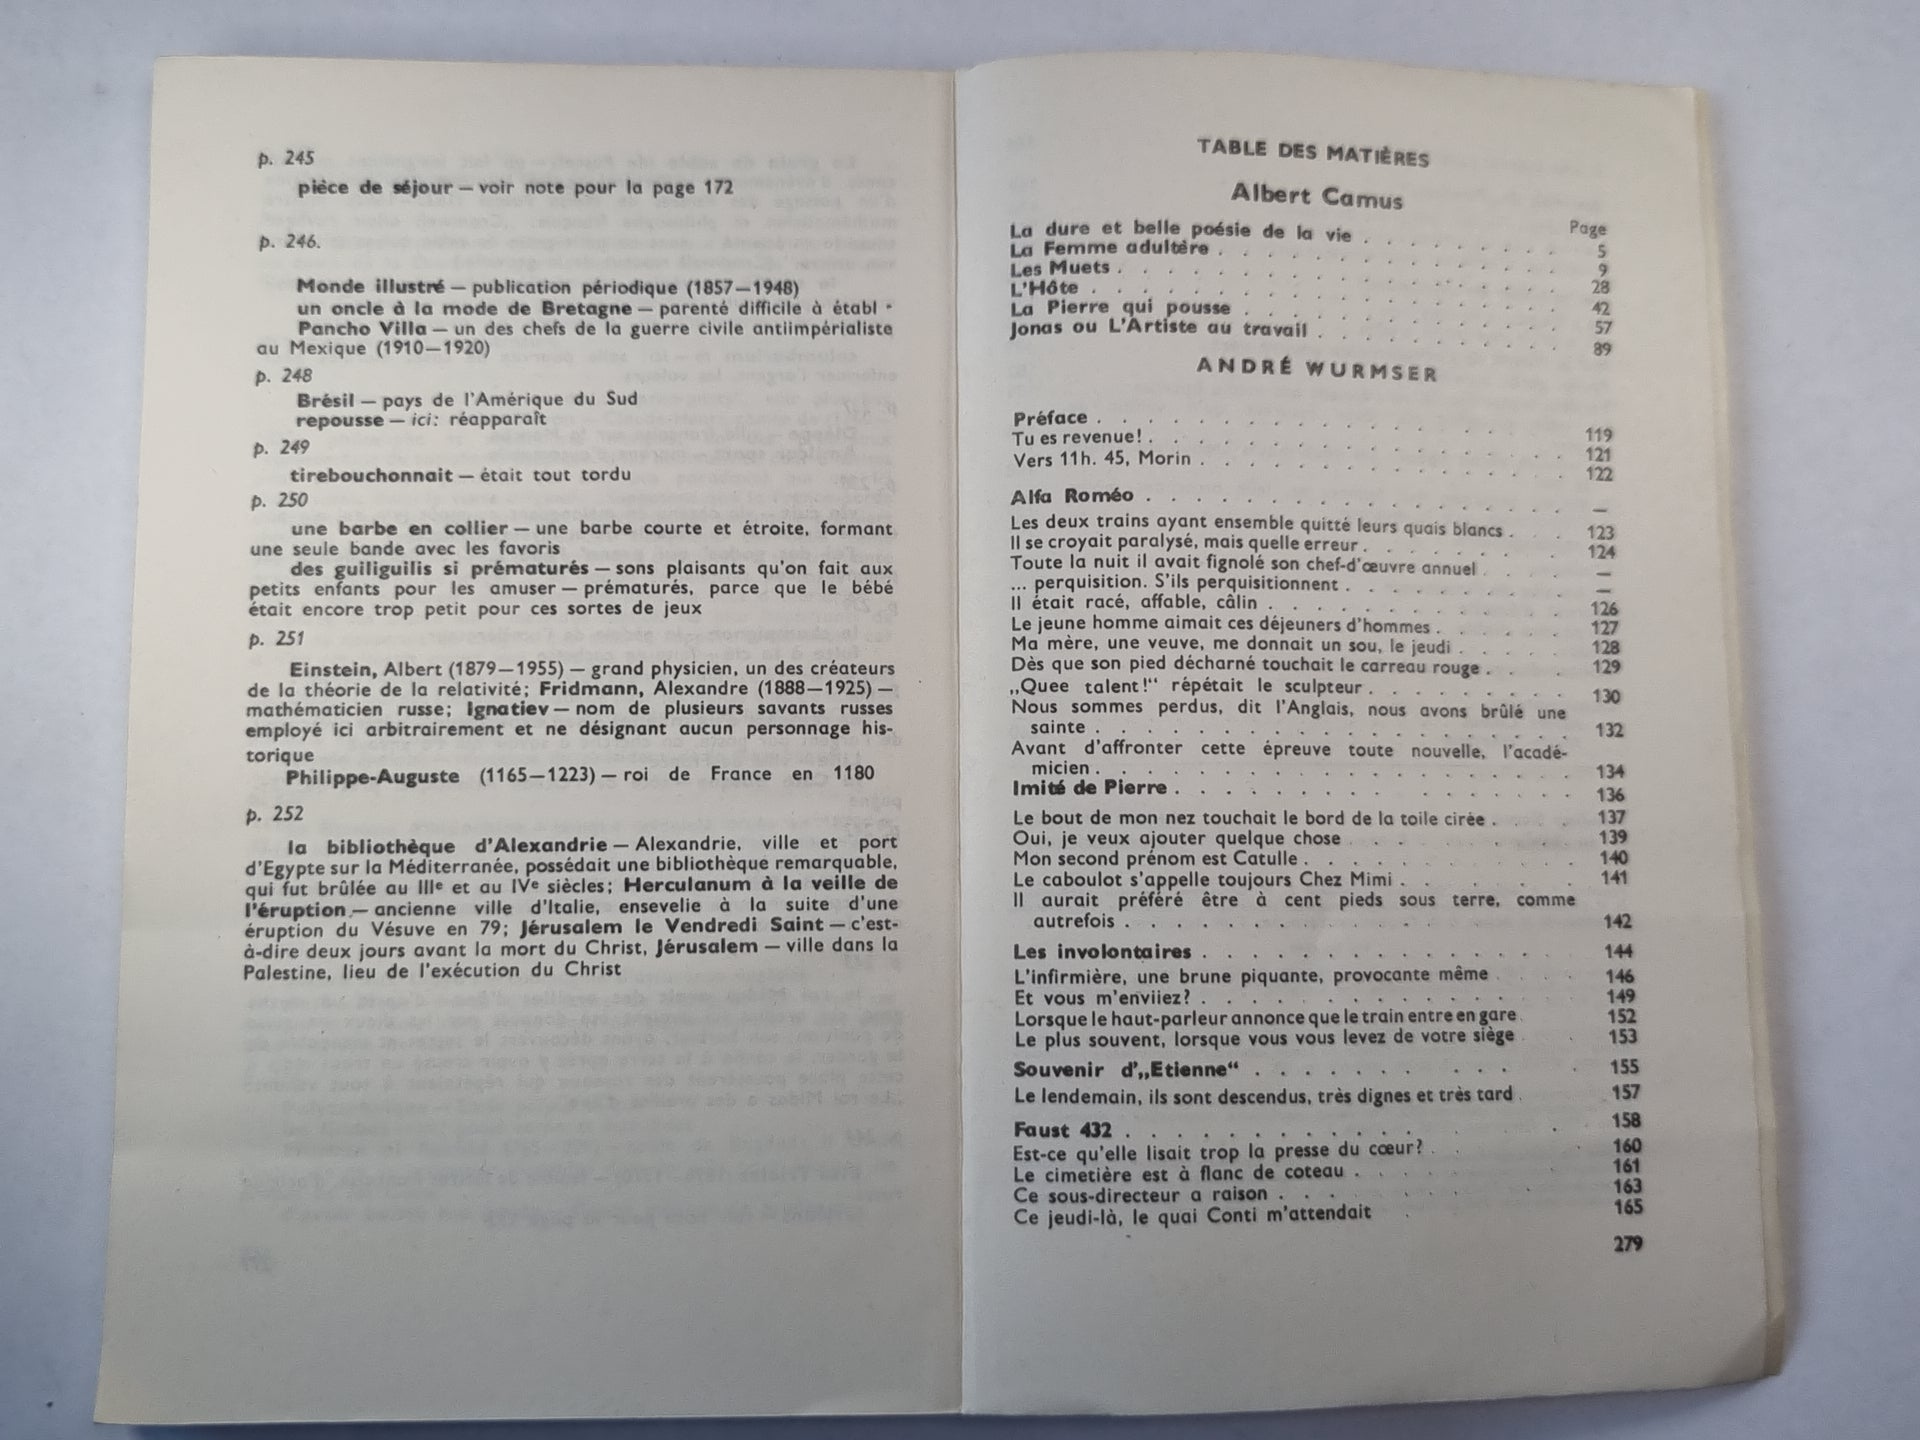 p. 245
pièce de séjour — voir note pour la page 172
p. 246.
Monde illustré — publication périodique (1857—1948)
un oncle à la mode de Bretagne — parenté difficile à établ
Pancho Villa — un des chefs de la guerre civile antiimpérialiste
au Mexique (1910—1920)
p. 248
Brésil — pays de l'Amérique du Sud
repousse — ici: réapparaît
p. 249
tirebouchonnait — était tout tordu
p. 250
une barbe en collier — une barbe courte et étroite, formant
une seule bande avec les favoris
des guiliguilis si prématurés — sons plaisants qu'on fait aux
petits enfants pour les amuser — prématurés, parce que le bébé
était encore trop petit pour ces sortes de jeux
p. 251
Einstein, Albert (1879—1955) — grand physicien, un des créateurs
de la théorie de la relativité; Fridmann, Alexandre (1888—1925) —
mathématicien russe; Ignatiev — nom de plusieurs savants russes
employé ici arbitrairement et ne désignant aucun personnage his-
torique
Philippe-Auguste (1165—1223) — roi de France en 1180
p. 252
la bibliothèque d'Alexandrie — Alexandrie, ville et port
d'Egypte sur la Méditerranée, possédait une bibliothèque remarquable,
qui fut brûlée au IIIe et au IVe siècles; Herculanum à la veille de
l'éruption — ancienne ville d'Italie, ensevelie à la suite d'une
éruption du Vésuve en 79; Jérusalem le Vendredi Saint — c'est-
à-dire deux jours avant la mort du Christ, Jérusalem — ville dans la
Palestine, lieu de l'exécution du Christ
TABLE DES MATIÈRES
Albert Camus
Page
La dure et belle poésie de la vie . . . . . . . . . 5
La Femme adultère . . . . . . . . . . . . . . 9
Les Muets . . . . . . . . . . . . . . . . . 28
L'Hôte . . . . . . . . . . . . . . . . . . 42
La Pierre qui pousse . . . . . . . . . . . . . 57
Jonas ou L'Artiste au travail . . . . . . . . . . 89
ANDRÉ WURMSER
Préface . . . . . . . . . . . . . . . . . . 119
Tu es revenue! . . . . . . . . . . . . . . . 121
Vers 11h. 45, Morin . . . . . . . . . . . . . 122
Alfa Roméo . . . . . . . . . . . . . . . . —
Les deux trains ayant ensemble quitté leurs quais blancs . . . 123
Il se croyait paralysé, mais quelle erreur . . . . . . . 124
Toute la nuit il avait fignolé son chef-d'œuvre annuel . . . —
... perquisition. S'ils perquisitionnent . . . . . . . . —
Il était racé, affable, câlin . . . . . . . . . . . 126
Le jeune homme aimait ces déjeuners d'hommes . . . . . 127
Ma mère, une veuve, me donnait un sou, le jeudi . . . . 128
Dès que son pied décharné touchait le carreau rouge . . . 129
„Quee talent!“ répétait le sculpteur . . . . . . . . 130
Nous sommes perdus, dit l'Anglais, nous avons brûlé une
sainte . . . . . . . . . . . . . . . . . . 132
Avant d'affronter cette épreuve toute nouvelle, l'acadé-
micien . . . . . . . . . . . . . . . . . . 134
Imité de Pierre . . . . . . . . . . . . . . . 136
Le bout de mon nez touchait le bord de la toile cirée . . . 137
Oui, je veux ajouter quelque chose . . . . . . . . 139
Mon second prénom est Catulle . . . . . . . . . . 140
Le caboulot s'appelle toujours Chez Mimi . . . . . . 141
Il aurait préféré être à cent pieds sous terre, comme
autrefois . . . . . . . . . . . . . . . . . 142
Les involontaires . . . . . . . . . . . . . . 144
L'infirmière, une brune piquante, provocante même . . . 146
Et vous m'enviiez? . . . . . . . . . . . . . . 149
Lorsque le haut-parleur annonce que le train entre en gare . 152
Le plus souvent, lorsque vous vous levez de votre siège . . 153
Souvenir d'„Etienne“ . . . . . . . . . . . . . 155
Le lendemain, ils sont descendus, très dignes et très tard . . 157
Faust 432 . . . . . . . . . . . . . . . . . 158
Est-ce qu'elle lisait trop la presse du cœur? . . . . . . 160
Le cimetière est à flanc de coteau . . . . . . . . 161
Ce sous-directeur a raison . . . . . . . . . . . 163
Ce jeudi-là, le quai Conti m'attendait . . . . . . . 165
279